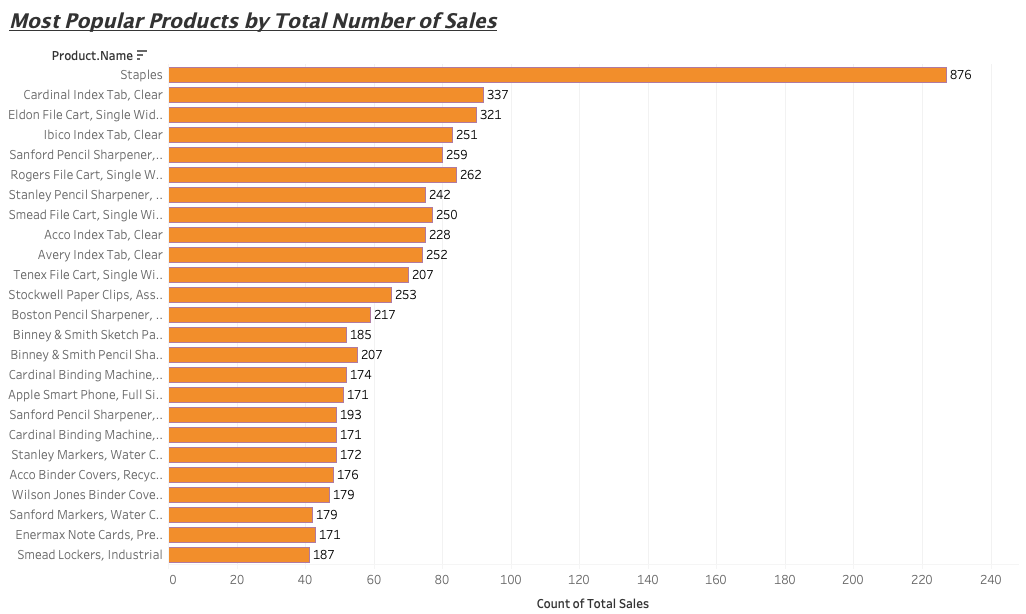 Most Popular Products by Total Number of Sales
Product.Name
Staples 876
Cardinal Index Tab, Clear 337
Eldon File Cart, Single Wid.. 321
Ibico Index Tab, Clear 251
Sanford Pencil Sharpener,.. 259
Rogers File Cart, Single W.. 262
Stanley Pencil Sharpener, .. 242
Smead File Cart, Single Wi.. 250
Acco Index Tab, Clear 228
Avery Index Tab, Clear 252
Tenex File Cart, Single Wi.. 207
Stockwell Paper Clips, Ass.. 253
Boston Pencil Sharpener, .. 217
Binney & Smith Sketch Pa.. 185
Binney & Smith Pencil Sha.. 207
Cardinal Binding Machine,.. 174
Apple Smart Phone, Full Si.. 171
Sanford Pencil Sharpener,.. 193
Cardinal Binding Machine,.. 171
Stanley Markers, Water C.. 172
Acco Binder Covers, Recyc.. 176
Wilson Jones Binder Cove.. 179
Sanford Markers, Water C.. 179
Enermax Note Cards, Pre.. 171
Smead Lockers, Industrial 187
0 20 40 60 80 100 120 140 160 180 200 220 240
Count of Total Sales